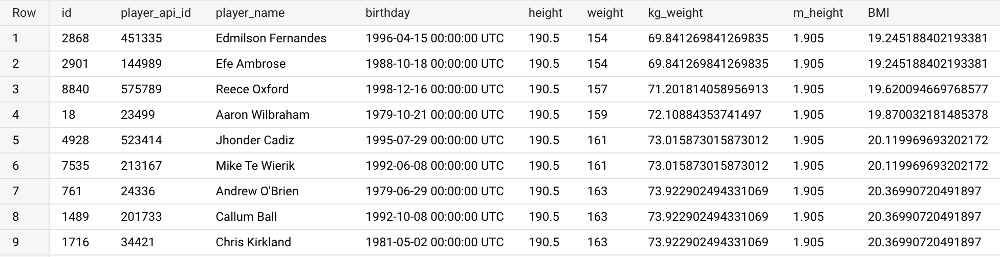 Row id player_api_id player_name birthday height weight kg_weight m_height BMI
1 2868 451335 Edmilson Fernandes 1996-04-15 00:00:00 UTC 190.5 154 69.841269841269835 1.905 19.245188402193381
2 2901 144989 Efe Ambrose 1988-10-18 00:00:00 UTC 190.5 154 69.841269841269835 1.905 19.245188402193381
3 8840 575789 Reece Oxford 1998-12-16 00:00:00 UTC 190.5 157 71.201814058956913 1.905 19.620094669768577
4 18 23499 Aaron Wilbraham 1979-10-21 00:00:00 UTC 190.5 159 72.10884353741497 1.905 19.870032181485378
5 4928 523414 Jhonder Cadiz 1995-07-29 00:00:00 UTC 190.5 161 73.015873015873012 1.905 20.119969693202172
6 7535 213167 Mike Te Wierik 1992-06-08 00:00:00 UTC 190.5 161 73.015873015873012 1.905 20.119969693202172
7 761 24336 Andrew O'Brien 1979-06-29 00:00:00 UTC 190.5 163 73.922902494331069 1.905 20.36990720491897
8 1489 201733 Callum Ball 1992-10-08 00:00:00 UTC 190.5 163 73.922902494331069 1.905 20.36990720491897
9 1716 34421 Chris Kirkland 1981-05-02 00:00:00 UTC 190.5 163 73.922902494331069 1.905 20.36990720491897